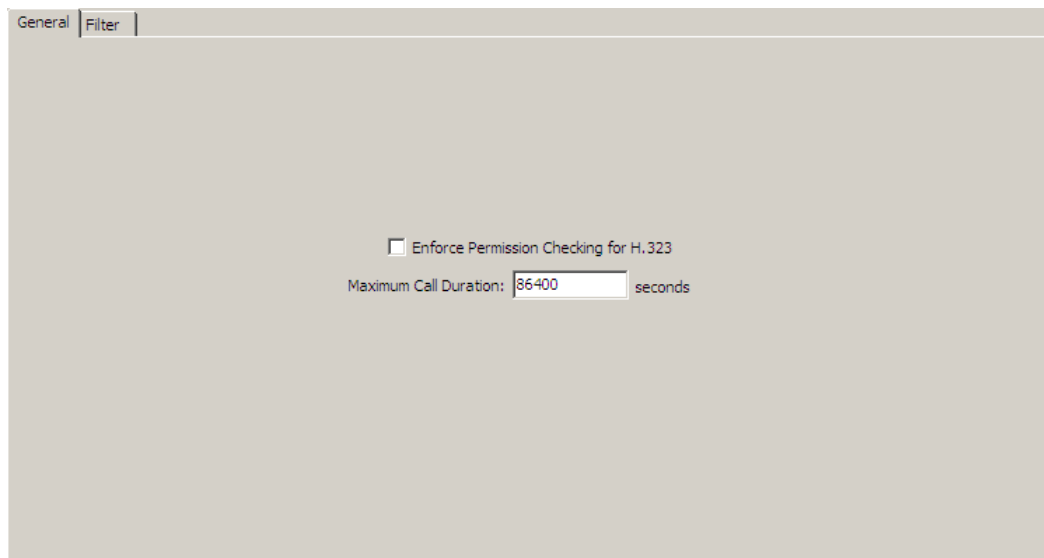 General Filter
Enforce Permission Checking for H.323
Maximum Call Duration: 86400 seconds